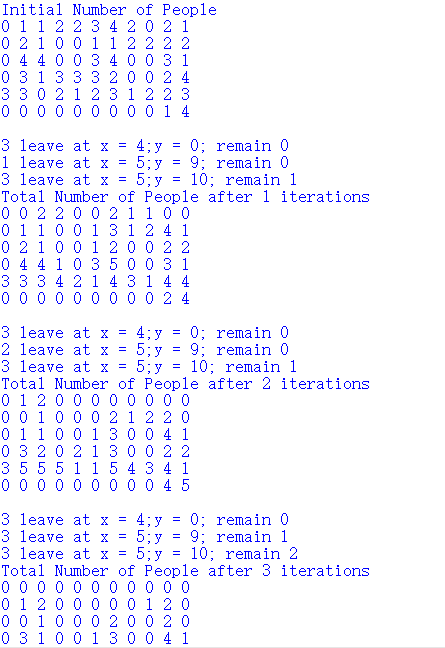 Initial Number of People
0 1 1 2 2 3 4 2 0 2 1
0 2 1 0 0 1 1 2 2 2 2
0 4 4 0 0 3 4 0 0 3 1
0 3 1 3 3 3 2 0 0 2 4
3 3 0 2 1 2 3 1 2 2 3
0 0 0 0 0 0 0 0 0 1 4
3 leave at x = 4;y = 0; remain 0
1 leave at x = 5;y = 9; remain 0
3 leave at x = 5;y = 10; remain 1
Total Number of People after 1 iterations
0 0 2 2 0 0 2 1 1 0 0
0 1 1 0 0 1 3 1 2 4 1
0 2 1 0 0 1 2 0 0 2 2
0 4 4 1 0 3 5 0 0 3 1
3 3 3 4 2 1 4 3 1 4 4
0 0 0 0 0 0 0 0 0 2 4
3 leave at x = 4;y = 0; remain 0
2 leave at x = 5;y = 9; remain 0
3 leave at x = 5;y = 10; remain 1
Total Number of People after 2 iterations
0 1 2 0 0 0 0 0 0 0 0
0 0 1 0 0 0 2 1 2 2 0
0 1 1 0 0 1 3 0 0 4 1
0 3 2 0 2 1 3 0 0 2 2
3 5 5 5 1 1 5 4 3 4 1
0 0 0 0 0 0 0 0 0 4 5
3 leave at x = 4;y = 0; remain 0
3 leave at x = 5;y = 9; remain 1
3 leave at x = 5;y = 10; remain 2
Total Number of People after 3 iterations
0 0 0 0 0 0 0 0 0 0 0
0 1 2 0 0 0 0 0 1 2 0
0 0 1 0 0 0 2 0 0 2 0
0 3 1 0 0 1 3 0 0 4 1